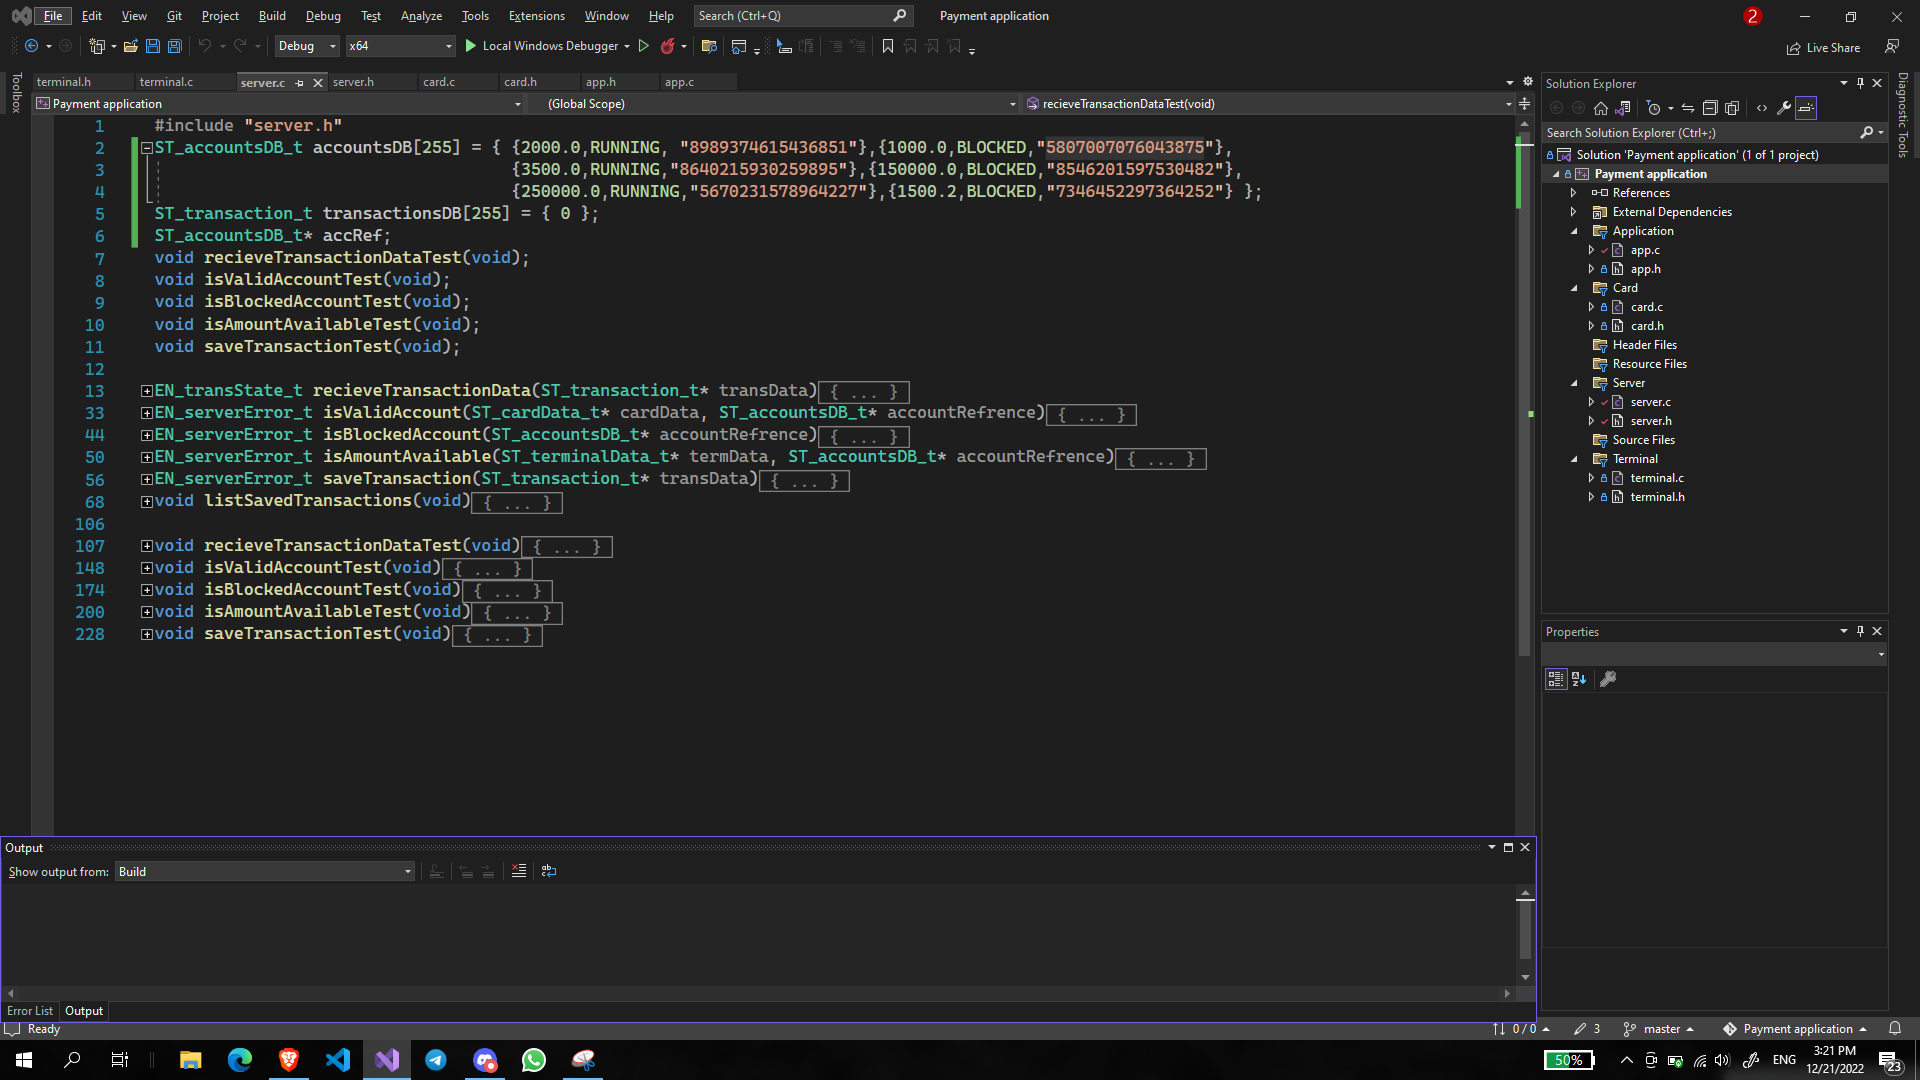 File Edit View Git Project Build Debug Test Analyze Tools Extensions Window Help Search (Ctrl+Q) Payment application 2
Debug x64 Local Windows Debugger Live Share
Toolbox
terminal.h terminal.c server.c server.h card.c card.h app.h app.c
Payment application (Global Scope) recieveTransactionDataTest(void)
1 #include "server.h"
2 ST_accountsDB_t accountsDB[255] = { {2000.0,RUNNING, "8989374615436851"},{1000.0,BLOCKED,"5807007076043875"},
3 {3500.0,RUNNING,"8640215930259895"},{150000.0,BLOCKED,"8546201597530482"},
4 {250000.0,RUNNING,"5670231578964227"},{1500.2,BLOCKED,"7346452297364252"} };
5 ST_transaction_t transactionsDB[255] = { 0 };
6 ST_accountsDB_t* accRef;
7 void recieveTransactionDataTest(void);
8 void isValidAccountTest(void);
9 void isBlockedAccountTest(void);
10 void isAmountAvailableTest(void);
11 void saveTransactionTest(void);
12
13 EN_transState_t recieveTransactionData(ST_transaction_t* transData){ ... }
33 EN_serverError_t isValidAccount(ST_cardData_t* cardData, ST_accountsDB_t* accountRefrence){ ... }
44 EN_serverError_t isBlockedAccount(ST_accountsDB_t* accountRefrence){ ... }
50 EN_serverError_t isAmountAvailable(ST_terminalData_t* termData, ST_accountsDB_t* accountRefrence){ ... }
56 EN_serverError_t saveTransaction(ST_transaction_t* transData){ ... }
68 void listSavedTransactions(void){ ... }
106
107 void recieveTransactionDataTest(void){ ... }
148 void isValidAccountTest(void){ ... }
174 void isBlockedAccountTest(void){ ... }
200 void isAmountAvailableTest(void){ ... }
228 void saveTransactionTest(void){ ... }
Output
Show output from: Build
Error List Output
Solution Explorer
Search Solution Explorer (Ctrl+;)
Solution 'Payment application' (1 of 1 project)
Payment application
References
External Dependencies
Application
app.c
app.h
Card
card.c
card.h
Header Files
Resource Files
Server
server.c
server.h
Source Files
Terminal
terminal.c
terminal.h
Properties
Diagnostic Tools
Ready 0 / 0 3 master Payment application
50% ENG 3:21 PM
12/21/2022 23